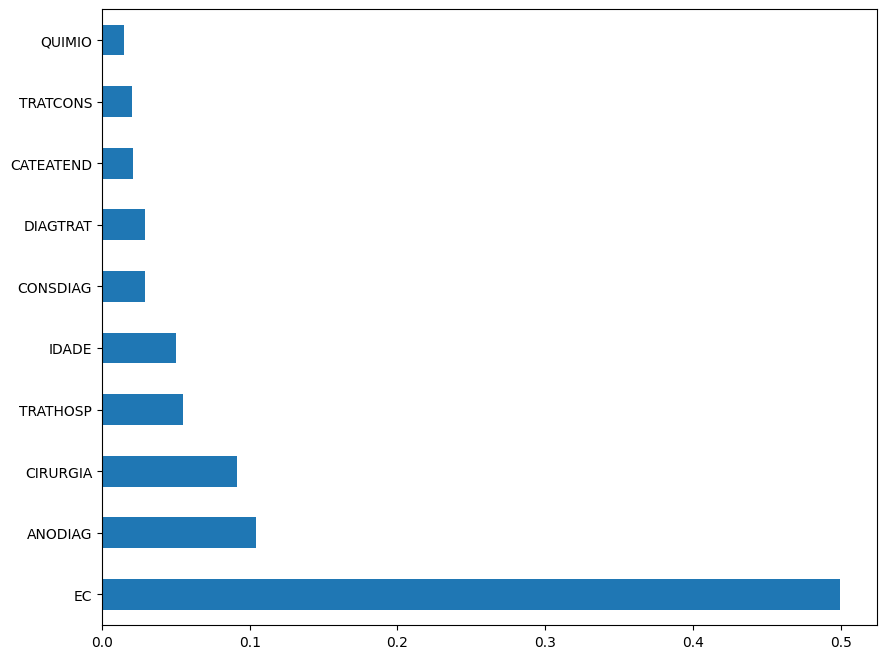 QUIMIO
TRATCONS
CATEATEND
DIAGTRAT
CONSDIAG
IDADE
TRATHOSP
CIRURGIA
ANODIAG
EC
0.0 0.1 0.2 0.3 0.4 0.5